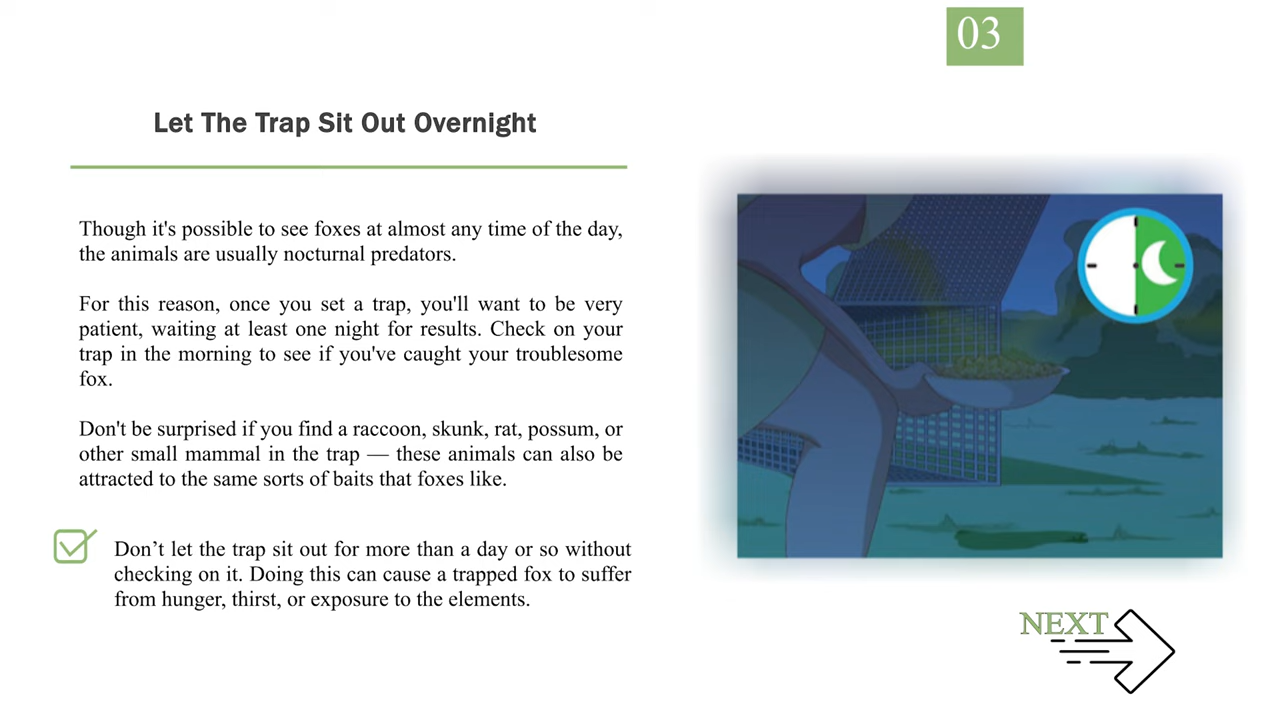 03
Let The Trap Sit Out Overnight
Though it's possible to see foxes at almost any time of the day,
the animals are usually nocturnal predators.
For this reason, once you set a trap, you'll want to be very
patient, waiting at least one night for results. Check on your
trap in the morning to see if you've caught your troublesome
fox.
Don't be surprised if you find a raccoon, skunk, rat, possum, or
other small mammal in the trap — these animals can also be
attracted to the same sorts of baits that foxes like.
Don’t let the trap sit out for more than a day or so without
checking on it. Doing this can cause a trapped fox to suffer
from hunger, thirst, or exposure to the elements.
NEXT